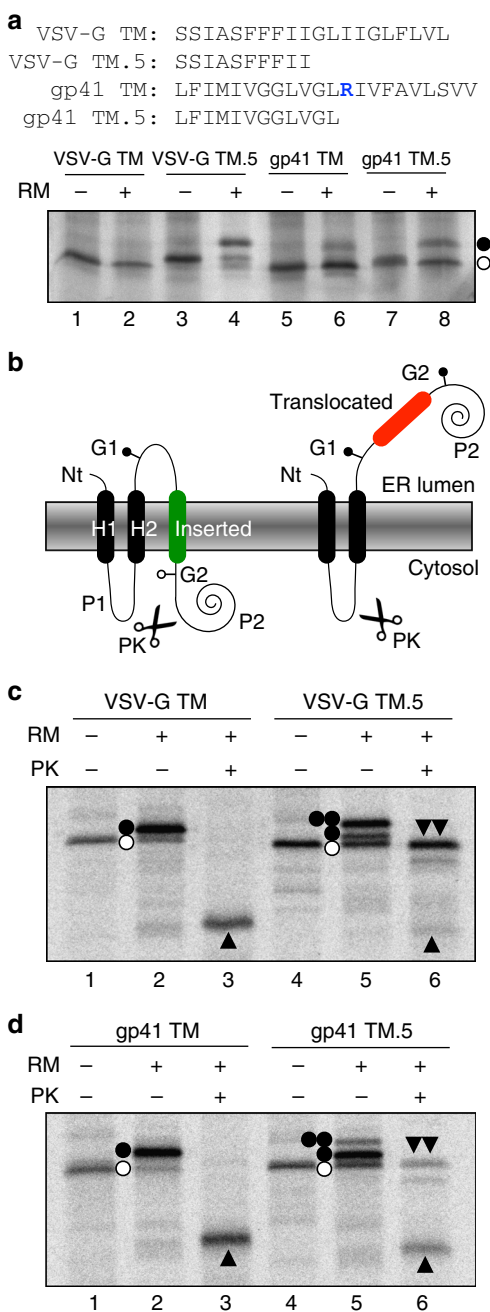 a
VSV-G TM: SSIASFFFIIGLIIGLFLVL
VSV-G TM.5: SSIASFFFII
gp41 TM: LFIMIVGGLVGLRIVFAVLSVV
gp41 TM.5: LFIMIVGGLVGL
VSV-G TM VSV-G TM.5 gp41 TM gp41 TM.5
RM – + – + – + – +
1 2 3 4 5 6 7 8
b
G2
Translocated
P2
G1 G1
Nt Nt
ER lumen
H1 H2 Inserted
Cytosol
G2
P1 P2
PK PK
c
VSV-G TM VSV-G TM.5
RM – + + – + +
PK – – + – – +
1 2 3 4 5 6
d
gp41 TM gp41 TM.5
RM – + + – + +
PK – – + – – +
1 2 3 4 5 6